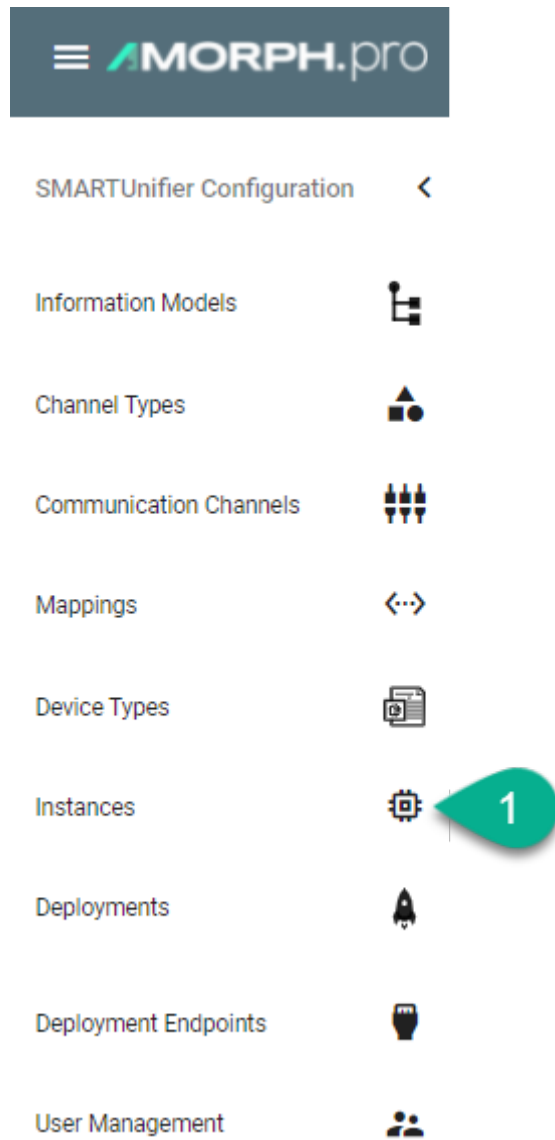 AMORPH.pro
SMARTUnifier Configuration
Information Models
Channel Types
Communication Channels
Mappings
Device Types
Instances
1
Deployments
Deployment Endpoints
User Management